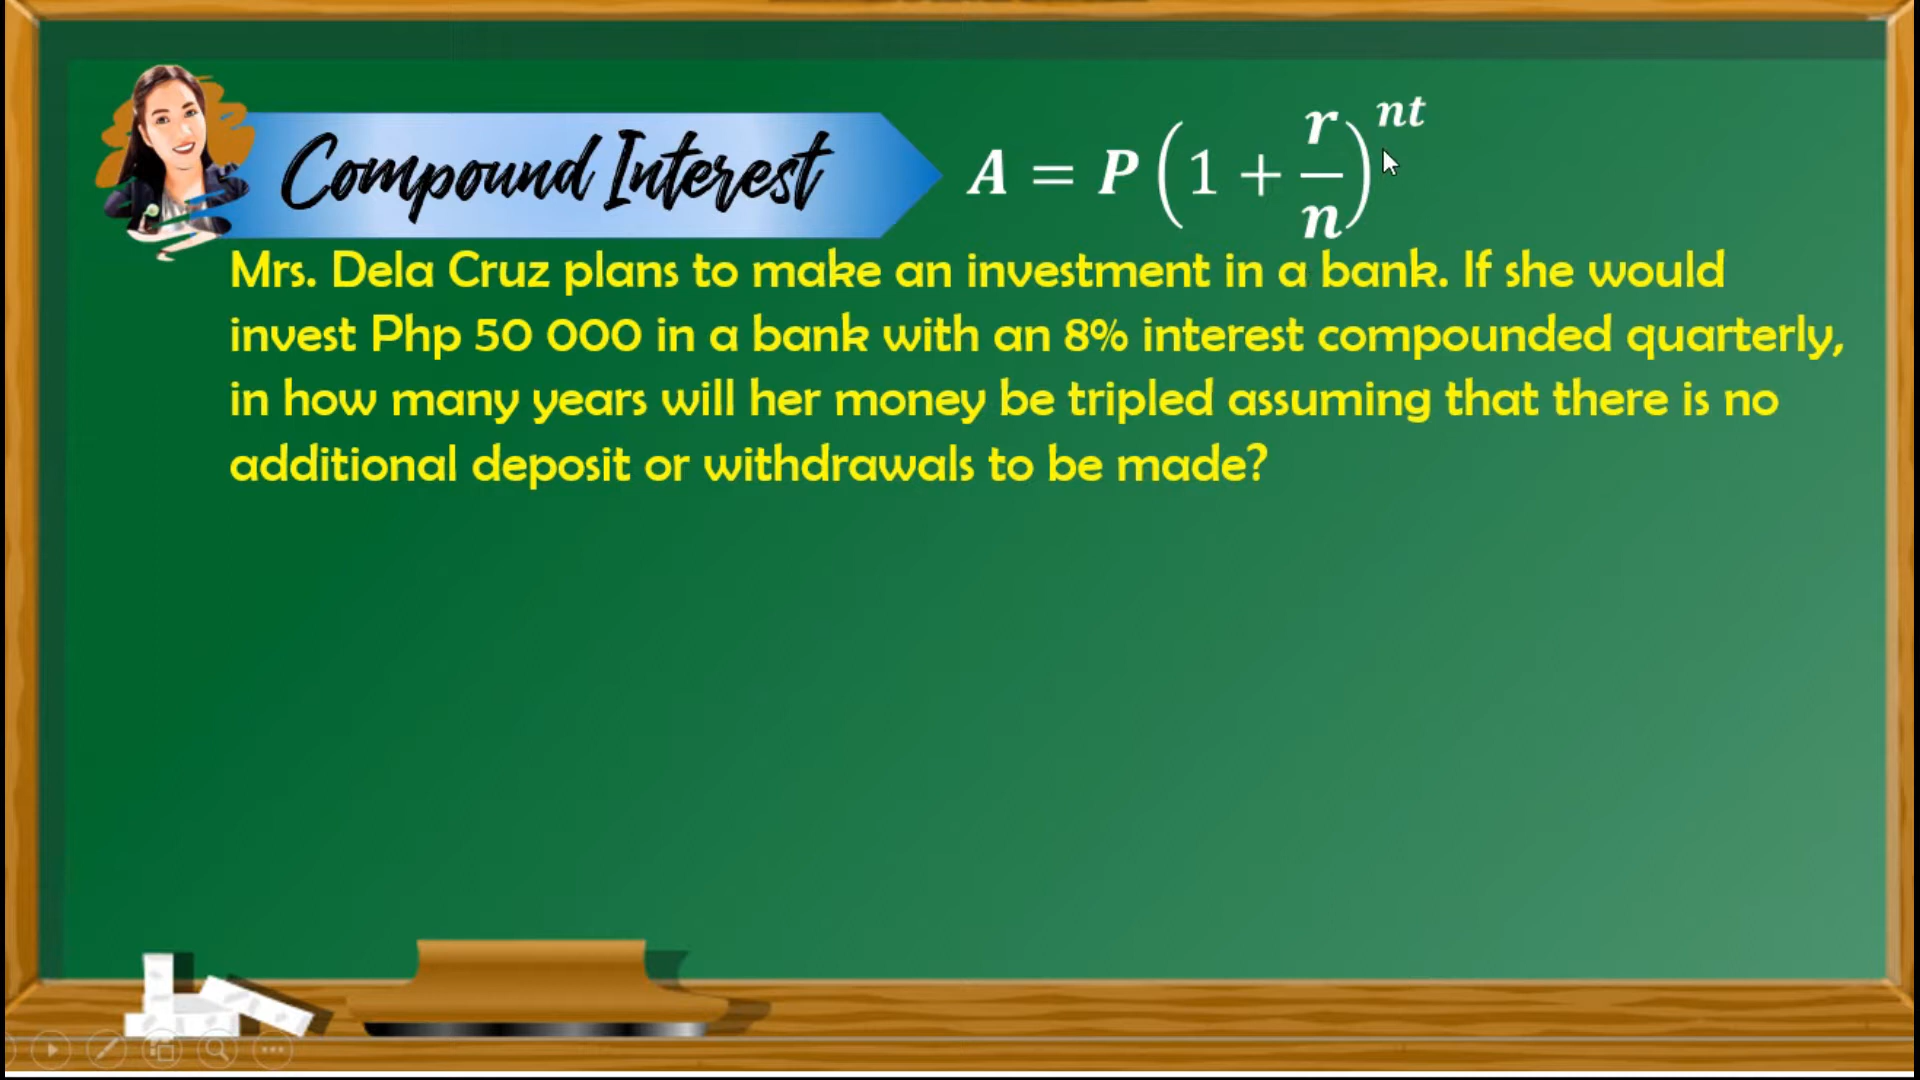 Compound Interest
A = P(1 + r/n)^nt
Mrs. Dela Cruz plans to make an investment in a bank. If she would
invest Php 50 000 in a bank with an 8% interest compounded quarterly,
in how many years will her money be tripled assuming that there is no
additional deposit or withdrawals to be made?